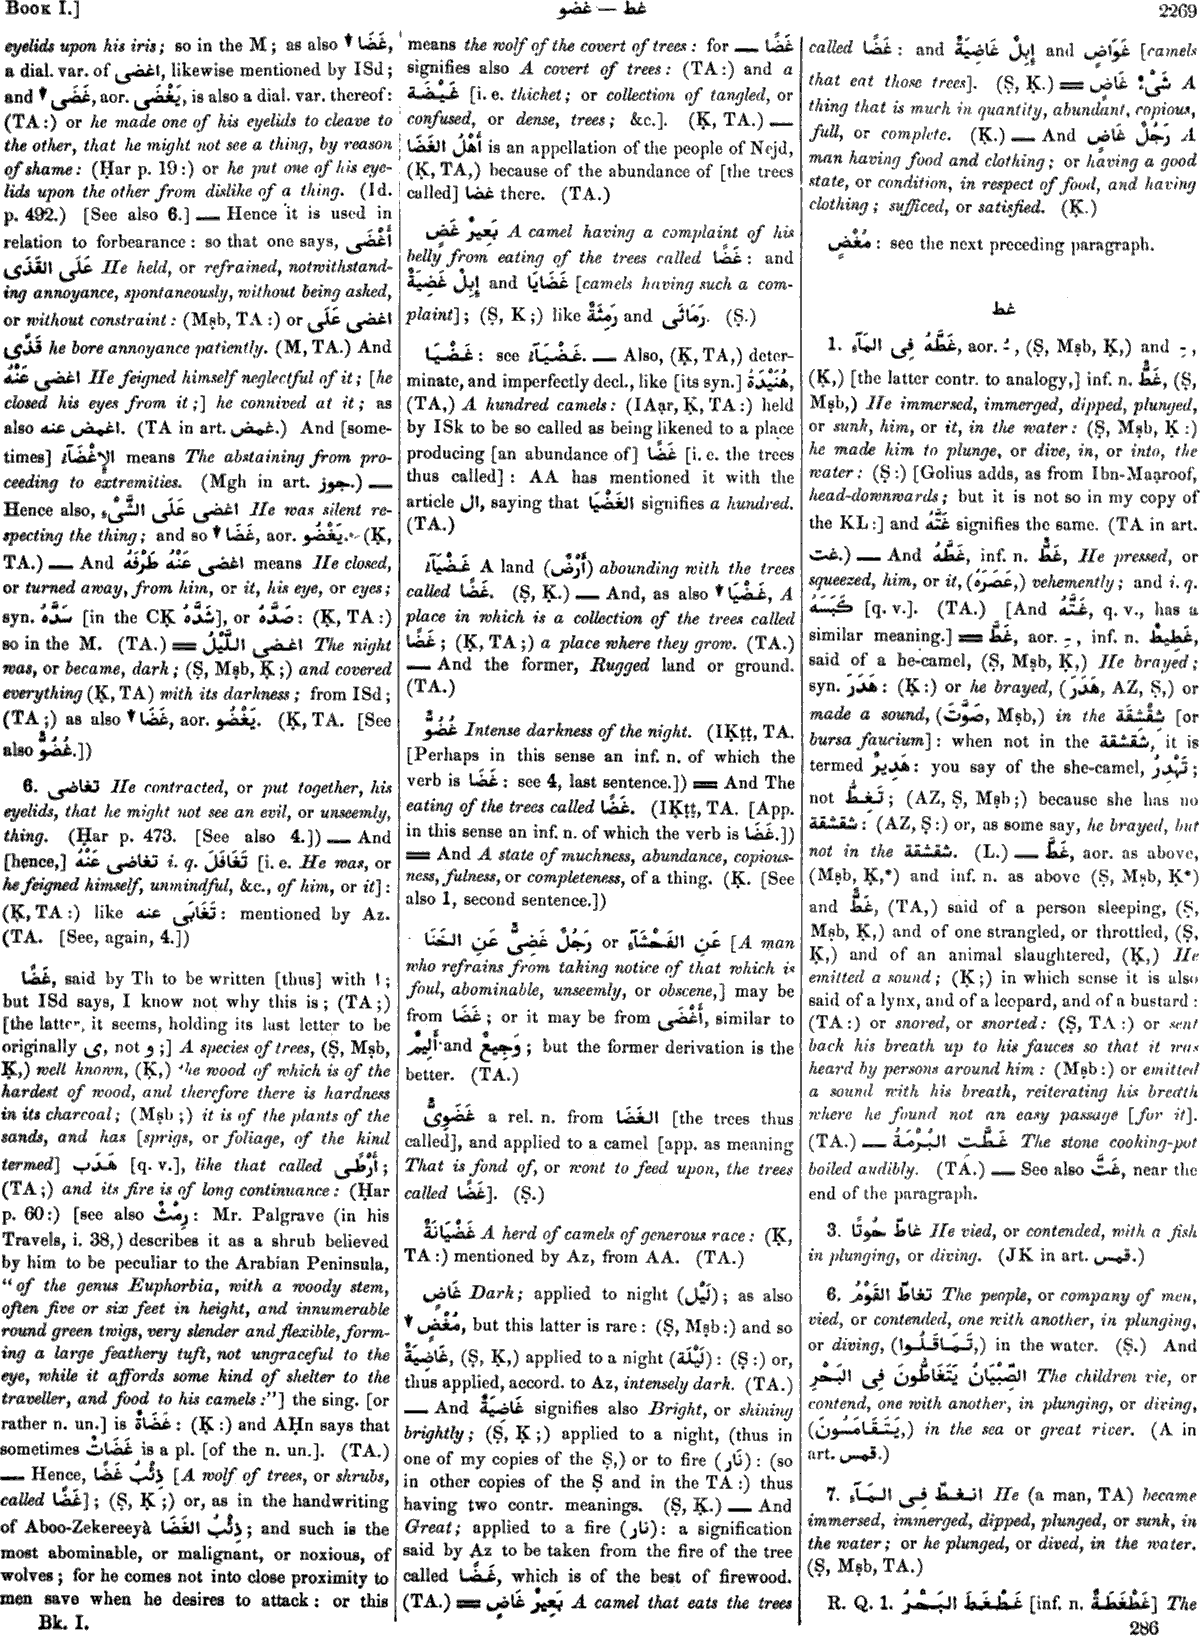 Book I.]
غط — غضو
2269
eyelids upon his iris; so in the M; as also ↑ غَضَا,
a dial. var. of اغضى, likewise mentioned by ISd;
and ↑ غَضَى, aor. يَغْضَى, is also a dial. var. thereof:
(TA:) or he made one of his eyelids to cleave to
the other, that he might not see a thing, by reason
of shame: (Ḥar p. 19:) or he put one of his eye-
lids upon the other from dislike of a thing. (Id.
p. 492.) [See also 6.] — Hence it is used in
relation to forbearance: so that one says, أَغْضَى
عَلَى القَذَى He held, or refrained, notwithstand-
ing annoyance, spontaneously, without being asked,
or without constraint: (Mṣb, TA:) or اغضى عَلَى
قَذًى he bore annoyance patiently. (M, TA.) And
اغضى عَنْهُ He feigned himself neglectful of it; [he
closed his eyes from it;] he connived at it; as
also اغمض عنه. (TA in art. غمض.) And [some-
times] الإِغْضَآءُ means The abstaining from pro-
ceeding to extremities. (Mgh in art. جوز.) —
Hence also, اغضى عَلَى الشَّىْءِ He was silent re-
specting the thing; and so ↑ غَضَا, aor. يَغْضُو. (Ḳ,
TA.) — And اغضى عَنْهُ طَرْفَهُ means He closed,
or turned away, from him, or it, his eye, or eyes;
syn. سَدَّهُ [in the CḲ شَدَّهُ], or صَدَّهُ: (Ḳ, TA:)
so in the M. (TA.) = اغضى اللَّيْلُ The night
was, or became, dark; (Ṣ, Mṣb, Ḳ;) and covered
everything (Ḳ, TA) with its darkness; from ISd;
(TA;) as also ↑ غَضَا, aor. يَغْضُو. (Ḳ, TA. [See
also غُضُوٌّ.])
6. تغاضى He contracted, or put together, his
eyelids, that he might not see an evil, or unseemly,
thing. (Ḥar p. 473. [See also 4.]) — And
[hence,] تغاضى عَنْهُ i. q. تَغَافَلَ [i. e. He was, or
he feigned himself, unmindful, &c., of him, or it]:
(Ḳ, TA:) like تَغَابَى عنه: mentioned by Az.
(TA. [See, again, 4.])
غَضًا, said by Th to be written [thus] with ا;
but ISd says, I know not why this is; (TA;)
[the latter, it seems, holding its last letter to be
originally ى, not و;] A species of trees, (Ṣ, Mṣb,
Ḳ,) well known, (Ḳ,) the wood of which is of the
hardest of wood, and therefore there is hardness
in its charcoal; (Mṣb;) it is of the plants of the
sands, and has [sprigs, or foliage, of the kind
termed] هَدَب [q. v.], like that called أَرْطًى;
(TA;) and its fire is of long continuance: (Ḥar
p. 60:) [see also رِمْثٌ: Mr. Palgrave (in his
Travels, i. 38,) describes it as a shrub believed
by him to be peculiar to the Arabian Peninsula,
“of the genus Euphorbia, with a woody stem,
often five or six feet in height, and innumerable
round green twigs, very slender and flexible, form-
ing a large feathery tuft, not ungraceful to the
eye, while it affords some kind of shelter to the
traveller, and food to his camels:”] the sing. [or
rather n. un.] is غَضَاةٌ: (Ḳ:) and AḤn says that
sometimes غَضَاتٌ is a pl. [of the n. un.]. (TA.)
— Hence, ذِئْبُ غَضًا [A wolf of trees, or shrubs,
called غَضًا]; (Ṣ, Ḳ;) or, as in the handwriting
of Aboo-Zekereeyà ذِئْبُ الغَضَا; and such is the
most abominable, or malignant, or noxious, of
wolves; for he comes not into close proximity to
men save when he desires to attack: or this
Bk. I.
means the wolf of the covert of trees: for — غَضًا
signifies also A covert of trees: (TA:) and a
غَيْضَة [i. e. thicket; or collection of tangled, or
confused, or dense, trees; &c.]. (Ḳ, TA.) —
أَهْلُ الغَضَا is an appellation of the people of Nejd,
(Ḳ, TA,) because of the abundance of [the trees
called] غضا there. (TA.)
بَعِيرٌ غَضٍ A camel having a complaint of his
belly from eating of the trees called غَضًا: and
إِبِلٌ غَضِيَةٌ and غَضَايَا [camels having such a com-
plaint]; (Ṣ, K;) like رَمِثَةٌ and رَمَاثَى. (Ṣ.)
غَضْيَا: see غَضْيَآءُ. — Also, (Ḳ, TA,) deter-
minate, and imperfectly decl., like [its syn.] هُنَيْدَةُ,
(TA,) A hundred camels: (IAạr, Ḳ, TA:) held
by ISk to be so called as being likened to a place
producing [an abundance of] غَضًا [i. e. the trees
thus called]: AA has mentioned it with the
article ال, saying that الغَضْيَا signifies a hundred.
(TA.)
غَضْيَآءُ A land (أَرْضٌ) abounding with the trees
called غَضًا. (Ṣ, Ḳ.) — And, as also ↑ غَضْيَا, A
place in which is a collection of the trees called
غَضًا; (Ḳ, TA;) a place where they grow. (TA.)
— And the former, Rugged land or ground.
(TA.)
غُضُوٌّ Intense darkness of the night. (IḲṭṭ, TA.
[Perhaps in this sense an inf. n. of which the
verb is غَضَا: see 4, last sentence.]) = And The
eating of the trees called غَضًا. (IḲṭṭ, TA. [App.
in this sense an inf. n. of which the verb is غَضَا.])
= And A state of muchness, abundance, copious-
ness, fulness, or completeness, of a thing. (Ḳ. [See
also 1, second sentence.])
رَجُلٌ غَضِىٌّ عَنِ الخَنَا or عَنِ الفَحْشَآءِ [A man
who refrains from taking notice of that which is
foul, abominable, unseemly, or obscene,] may be
from غَضَا; or it may be from أَغْضَى, similar to
أَلِيمٌ and وَجِيعٌ; but the former derivation is the
better. (TA.)
غَضَوِىٌّ a rel. n. from الغَضَا [the trees thus
called], and applied to a camel [app. as meaning
That is fond of, or wont to feed upon, the trees
called غَضًا]. (Ṣ.)
غَضْيَانَةٌ A herd of camels of generous race: (Ḳ,
TA:) mentioned by Az, from AA. (TA.)
غَاضٍ Dark; applied to night (لَيْل); as also
↑ مُغْضٍ, but this latter is rare: (Ṣ, Mṣb:) and so
غَاضِيَةٌ, (Ṣ, Ḳ,) applied to a night (لَيْلَة): (Ṣ:) or,
thus applied, accord. to Az, intensely dark. (TA.)
— And غَاضِيَةٌ signifies also Bright, or shining
brightly; (Ṣ, Ḳ;) applied to a night, (thus in
one of my copies of the Ṣ,) or to fire (نَار): (so
in other copies of the Ṣ and in the TA:) thus
having two contr. meanings. (Ṣ, Ḳ.) — And
Great; applied to a fire (نار): a signification
said by Az to be taken from the fire of the tree
called غَضًا, which is of the best of firewood.
(TA.) = بَعِيرٌ غَاضٍ A camel that eats the trees
called غَضًا: and إِبِلٌ غَاضِيَةٌ and غَوَاضٍ [camels
that eat those trees]. (Ṣ, Ḳ.) = شَىْءٌ غَاضٍ A
thing that is much in quantity, abundant, copious,
full, or complete. (Ḳ.) — And رَجُلٌ غَاضٍ A
man having food and clothing; or having a good
state, or condition, in respect of food, and having
clothing; sufficed, or satisfied. (Ḳ.)
مُغْضٍ: see the next preceding paragraph.
غط
1. غَطَّهُ فِى المَآءِ, aor. ـُ, (Ṣ, Mṣb, Ḳ,) and ـِ,
(Ḳ,) [the latter contr. to analogy,] inf. n. غَطٌّ, (Ṣ,
Mṣb,) He immersed, immerged, dipped, plunged,
or sunk, him, or it, in the water: (Ṣ, Mṣb, Ḳ:)
he made him to plunge, or dive, in, or into, the
water: (Ṣ:) [Golius adds, as from Ibn-Maạroof,
head-downwards; but it is not so in my copy of
the KL:] and غَتَّهُ signifies the same. (TA in art.
غت.) — And غَطَّهُ, inf. n. غَطٌّ, He pressed, or
squeezed, him, or it, (عَصَرَهُ,) vehemently; and i. q.
كَبَسَهُ [q. v.]. (TA.) [And غَتَّهُ, q. v., has a
similar meaning.] = غَطَّ, aor. ـِ, inf. n. غَطِيطٌ,
said of a he-camel, (Ṣ, Mṣb, Ḳ,) He brayed;
syn. هَدَرَ: (Ḳ:) or he brayed, (هَدَرَ, AZ, Ṣ,) or
made a sound, (صَوَّتَ, Mṣb,) in the شِقْشِقَة [or
bursa faucium]: when not in the شقشقة, it is
termed هَدِيرٌ: you say of the she-camel, تَهْدِرُ;
not تَغِطُّ; (AZ, Ṣ, Mṣb;) because she has no
شقشقة: (AZ, Ṣ:) or, as some say, he brayed, but
not in the شقشقة. (L.) — غَطَّ, aor. as above,
(Mṣb, Ḳ,*) and inf. n. as above (Ṣ, Mṣb, Ḳ*)
and غَطٌّ, (TA,) said of a person sleeping, (Ṣ,
Mṣb, Ḳ,) and of one strangled, or throttled, (Ṣ,
Ḳ,) and of an animal slaughtered, (Ḳ,) He
emitted a sound; (Ḳ;) in which sense it is also
said of a lynx, and of a leopard, and of a bustard:
(TA:) or snored, or snorted: (Ṣ, TA:) or sent
back his breath up to his fauces so that it was
heard by persons around him: (Mṣb:) or emitted
a sound with his breath, reiterating his breath
where he found not an easy passage [for it].
(TA.) — غَطَّتِ البُرْمَةُ The stone cooking-pot
boiled audibly. (TA.) — See also غَتَّ, near the
end of the paragraph.
3. غاطّ حُوتًا He vied, or contended, with a fish
in plunging, or diving. (JK in art. قمس.)
6. تغاطّ القَوْمُ The people, or company of men,
vied, or contended, one with another, in plunging,
or diving, (تَمَاقَلُوا,) in the water. (Ṣ.) And
الصِّبْيَانُ يَتَغَاطُّونَ فِى البَحْرِ The children vie, or
contend, one with another, in plunging, or diving,
(يَتَقَامَسُونَ,) in the sea or great river. (A in
art. قمس.)
7. انغطّ فِى المَآءِ He (a man, TA) became
immersed, immerged, dipped, plunged, or sunk, in
the water; or he plunged, or dived, in the water.
(Ṣ, Mṣb, TA.)
R. Q. 1. غَطْغَطَ البَحْرُ [inf. n. غَطْغَطَةٌ] The
286